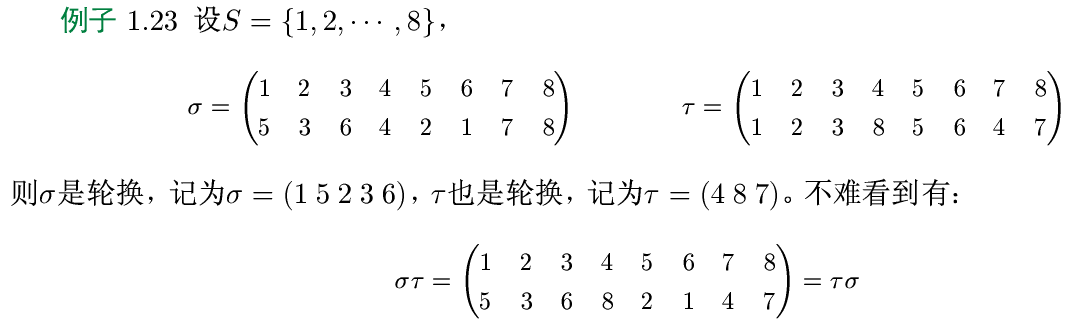 例子 1.23 设S = {1, 2, ⋯ , 8},
σ = (1 2 3 4 5 6 7 8 / 5 3 6 4 2 1 7 8) τ = (1 2 3 4 5 6 7 8 / 1 2 3 8 5 6 4 7)
则σ是轮换，记为σ = (1 5 2 3 6)，τ也是轮换，记为τ = (4 8 7)。不难看到有：
στ = (1 2 3 4 5 6 7 8 / 5 3 6 8 2 1 4 7) = τσ